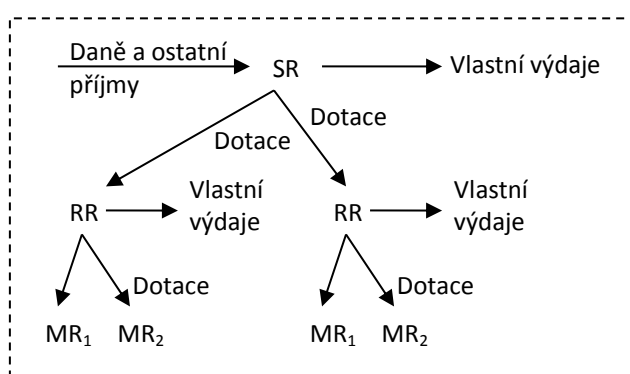 Daně a ostatní
příjmy
SR
Vlastní výdaje
Dotace
Dotace
RR
Vlastní
výdaje
RR
Vlastní
výdaje
Dotace
Dotace
MR₁
MR₂
MR₁
MR₂